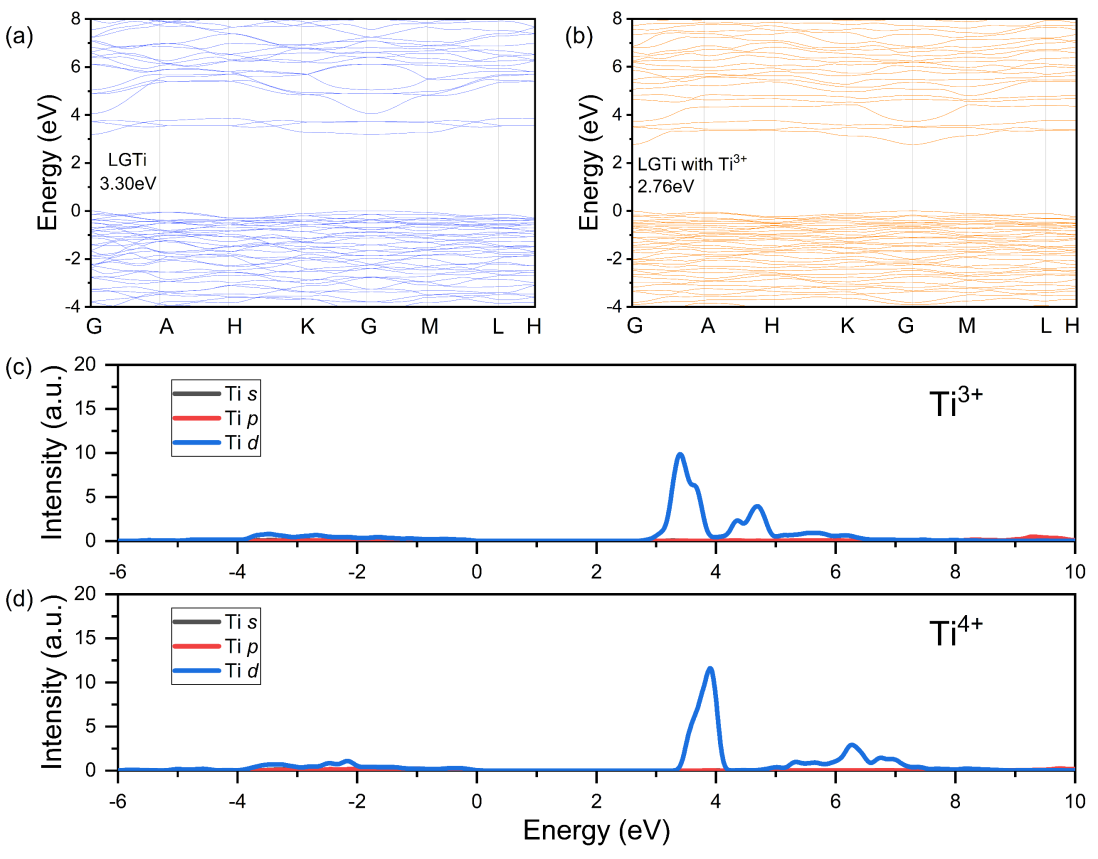 (a)
8
6
4
2
0
-2
-4
Energy (eV)
LGTi
3.30eV
G A H K G M L H
(b)
8
6
4
2
0
-2
-4
Energy (eV)
LGTi with Ti³⁺
2.76eV
G A H K G M L H
(c)
20
15
10
5
0
Intensity (a.u.)
Ti s
Ti p
Ti d
Ti³⁺
-6 -4 -2 0 2 4 6 8 10
(d)
20
15
10
5
0
Intensity (a.u.)
Ti s
Ti p
Ti d
Ti⁴⁺
-6 -4 -2 0 2 4 6 8 10
Energy (eV)